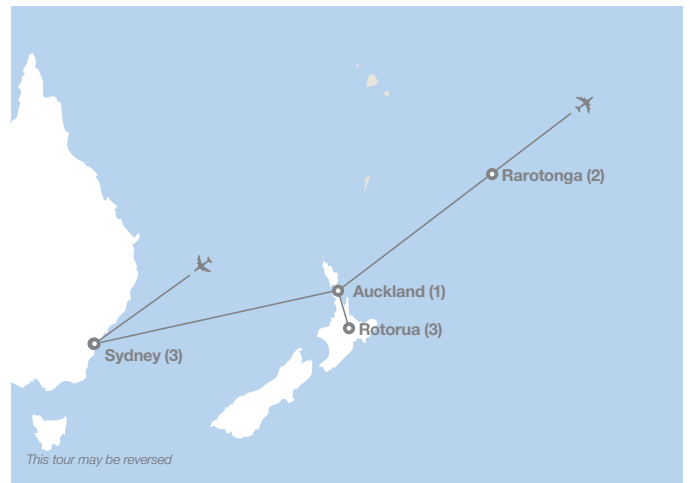 Rarotonga (2)
Auckland (1)
Rotorua (3)
Sydney (3)
This tour may be reversed